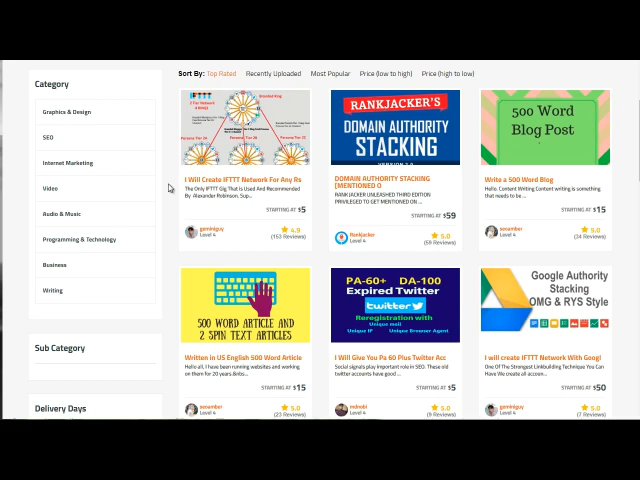 Category
Graphics & Design
SEO
Internet Marketing
Video
Audio & Music
Programming & Technology
Business
Writing
Sub Category
Delivery Days
Sort By: Top Rated Recently Uploaded Most Popular Price (low to high) Price (high to low)
I Will Create IFTTT Network For Any Rs
The Only IFTTT Gig That Is Used And Recommended
By Alexander Robinson, Sup...
STARTING AT $5
gaminiguy
Level 4
4.9
(153 Reviews)
RANKJACKER'S
DOMAIN AUTHORITY
STACKING
DOMAIN AUTHORITY STACKING
[MENTIONED O
RANK JACKER UNLEASHED THIRD EDITION
PRIVILEGED TO GET MENTIONED ON ...
STARTING AT $59
Rankjacker
Level 4
5.0
(59 Reviews)
500 Word
Blog Post
Write a 500 Word Blog
Hello. Content Writing.Content writing is something
that needs to be ...
STARTING AT $15
seoamber
Level 4
5.0
(34 Reviews)
500 WORD ARTICLE AND
2 SPIN TEXT ARTICLES
Written in US English 500 Word Article
Hello all, I have been running websites and working
on them for 20 years &nbs...
STARTING AT $15
seoamber
Level 4
5.0
(23 Reviews)
PA-60+ DA-100
Expired Twitter
twitter
Reregistration with
Unique mail
Unique IP Unique Browser Agent
I Will Give You Pa 60 Plus Twitter Acc
Social signals play important role in SEO. These old
twitter accounts have good ...
STARTING AT $5
mdnobi
Level 4
5.0
(9 Reviews)
Google Authority
Stacking
OMG & RYS Style
I will create IFTTT Network With Googl
One Of The Strongest Linkbuilding Technique You Can
Have We create all accoen...
STARTING AT $50
gaminiguy
Level 4
5.0
(7 Reviews)